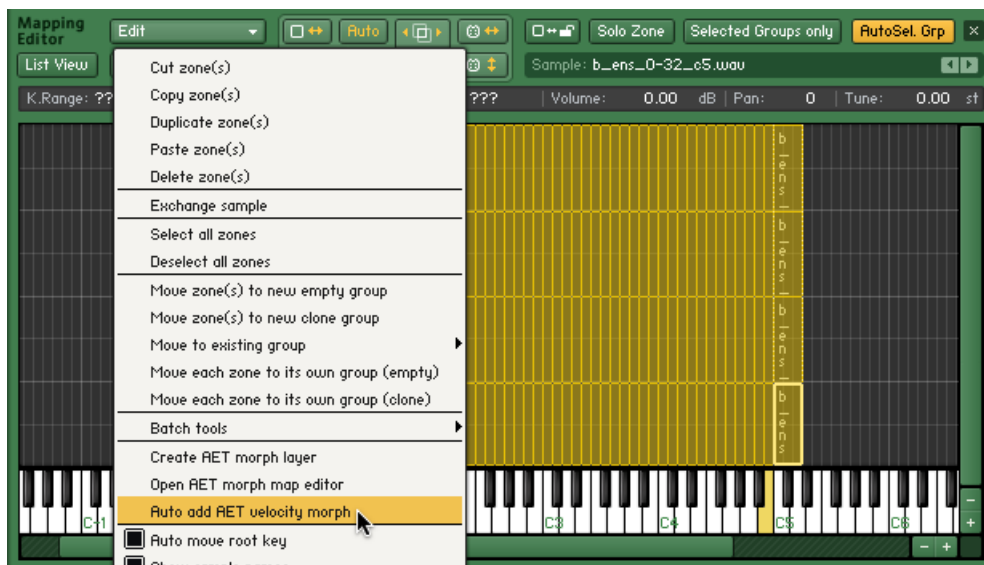 Mapping Editor
Edit
Auto
Solo Zone
Selected Groups only
AutoSel. Grp
×
List View
Sample: b_ens_0-32_c5.wav
K.Range: ??
???
Volume: 0.00 dB
Pan: 0
Tune: 0.00 st
Cut zone(s)
Copy zone(s)
Duplicate zone(s)
Paste zone(s)
Delete zone(s)
Exchange sample
Select all zones
Deselect all zones
Move zone(s) to new empty group
Move zone(s) to new clone group
Move to existing group
Move each zone to its own group (empty)
Move each zone to its own group (clone)
Batch tools
Create AET morph layer
Open AET morph map editor
Auto add AET velocity morph
Auto move root key
b_ens_
b_ens_
b_ens_
b_ens
C-1
C3
C4
C5
C6
-
+
- +